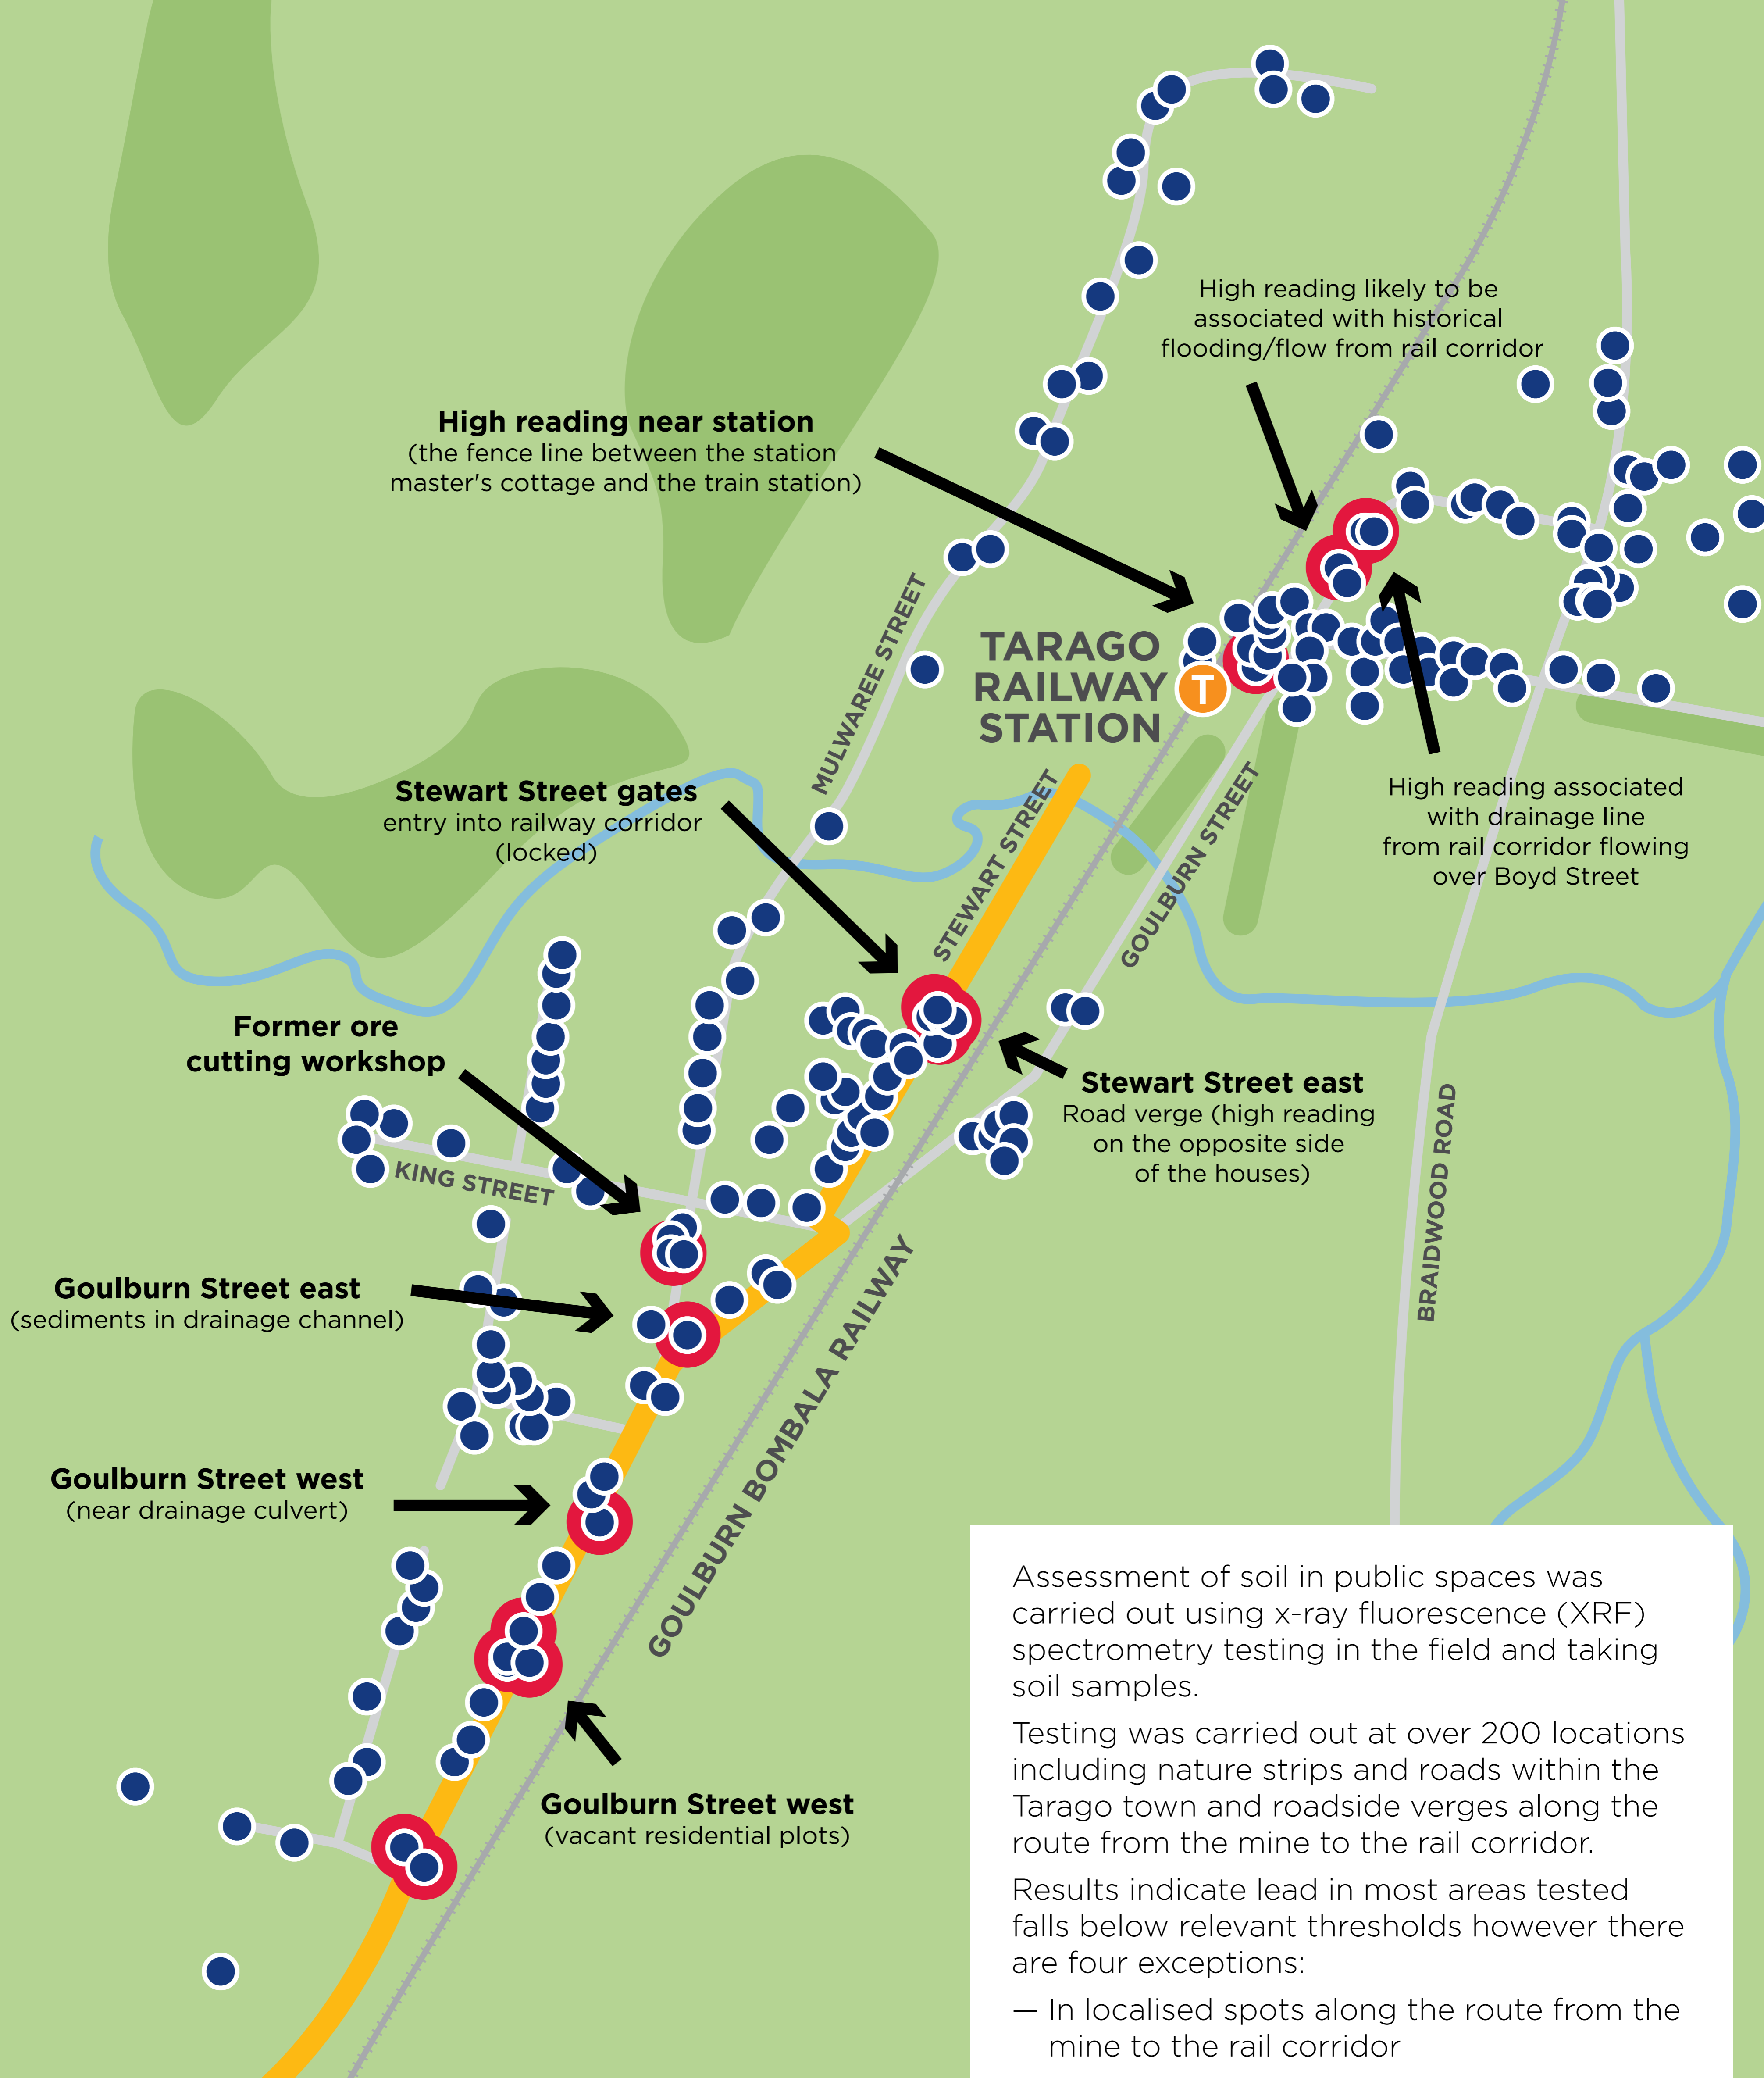 High reading likely to be
associated with historical
flooding/flow from rail corridor
High reading near station
(the fence line between the station
master's cottage and the train station)
MULWAREE STREET
TARAGO
RAILWAY
STATION
T
Stewart Street gates
entry into railway corridor
(locked)
STEWART STREET
GOULBURN STREET
High reading associated
with drainage line
from rail corridor flowing
over Boyd Street
Former ore
cutting workshop
Stewart Street east
Road verge (high reading
on the opposite side
of the houses)
KING STREET
BRAIDWOOD ROAD
Goulburn Street east
(sediments in drainage channel)
GOULBURN BOMBALA RAILWAY
Goulburn Street west
(near drainage culvert)
Goulburn Street west
(vacant residential plots)
Assessment of soil in public spaces was
carried out using x-ray fluorescence (XRF)
spectrometry testing in the field and taking
soil samples.
Testing was carried out at over 200 locations
including nature strips and roads within the
Tarago town and roadside verges along the
route from the mine to the rail corridor.
Results indicate lead in most areas tested
falls below relevant thresholds however there
are four exceptions:
— In localised spots along the route from the
mine to the rail corridor